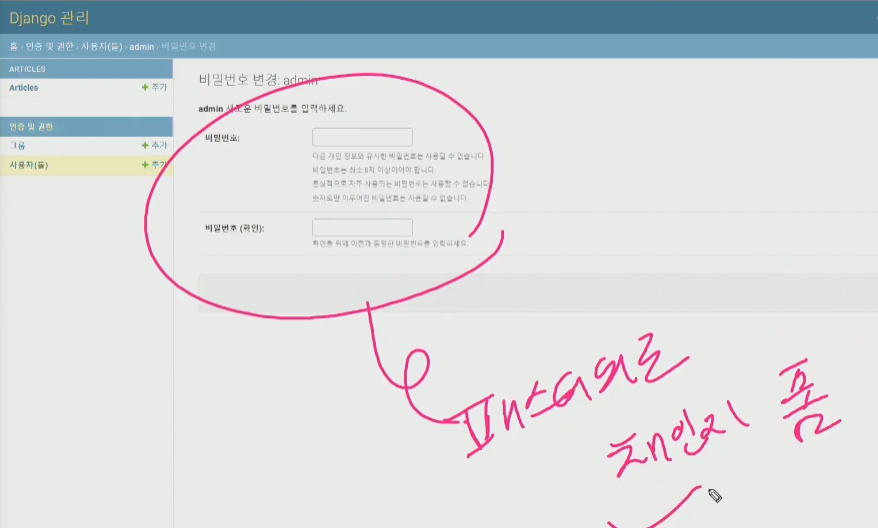 Django 관리
홈 › 인증 및 권한 › 사용자(들) › admin › 비밀번호 변경
ARTICLES
Articles
추가
인증 및 권한
그룹
추가
사용자(들)
추가
비밀번호 변경: admin
admin 새로운 비밀번호를 입력하세요.
비밀번호:
다른 개인 정보와 유사한 비밀번호는 사용할 수 없습니다.
비밀번호는 최소 8자 이상이어야 합니다.
통상적으로 자주 사용되는 비밀번호는 사용할 수 없습니다.
숫자로만 이루어진 비밀번호는 사용할 수 없습니다.
비밀번호 (확인):
확인을 위해 이전과 동일한 비밀번호를 입력하세요.
체인지 폼